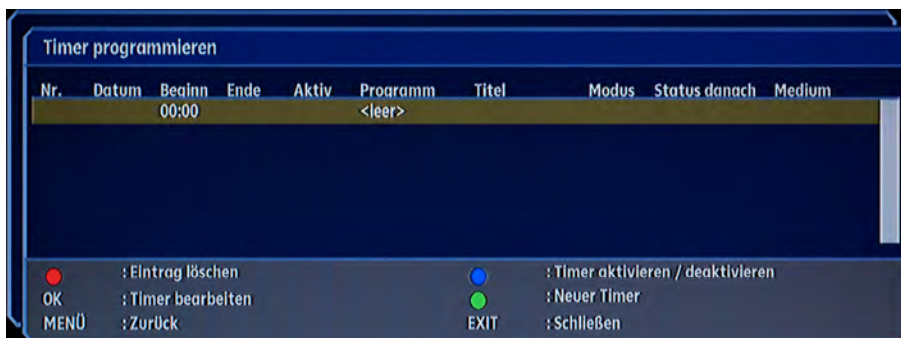 Timer programmieren
Nr. Datum Beginn Ende Aktiv Programm Titel Modus Status danach Medium
00:00 <leer>
: Eintrag löschen : Timer aktivieren / deaktivieren
OK : Timer bearbeiten : Neuer Timer
MENÜ : Zurück EXIT : Schließen